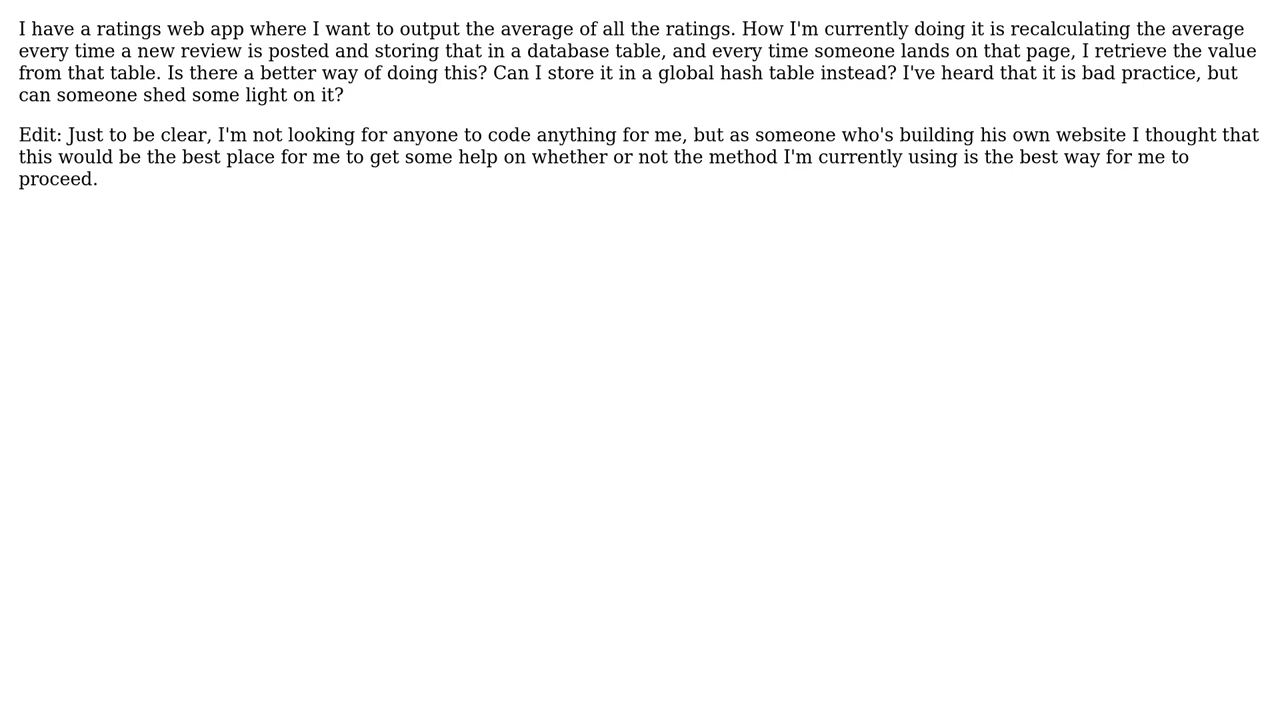 I have a ratings web app where I want to output the average of all the ratings. How I'm currently doing it is recalculating the average
every time a new review is posted and storing that in a database table, and every time someone lands on that page, I retrieve the value
from that table. Is there a better way of doing this? Can I store it in a global hash table instead? I've heard that it is bad practice, but
can someone shed some light on it?
Edit: Just to be clear, I'm not looking for anyone to code anything for me, but as someone who's building his own website I thought that
this would be the best place for me to get some help on whether or not the method I'm currently using is the best way for me to
proceed.